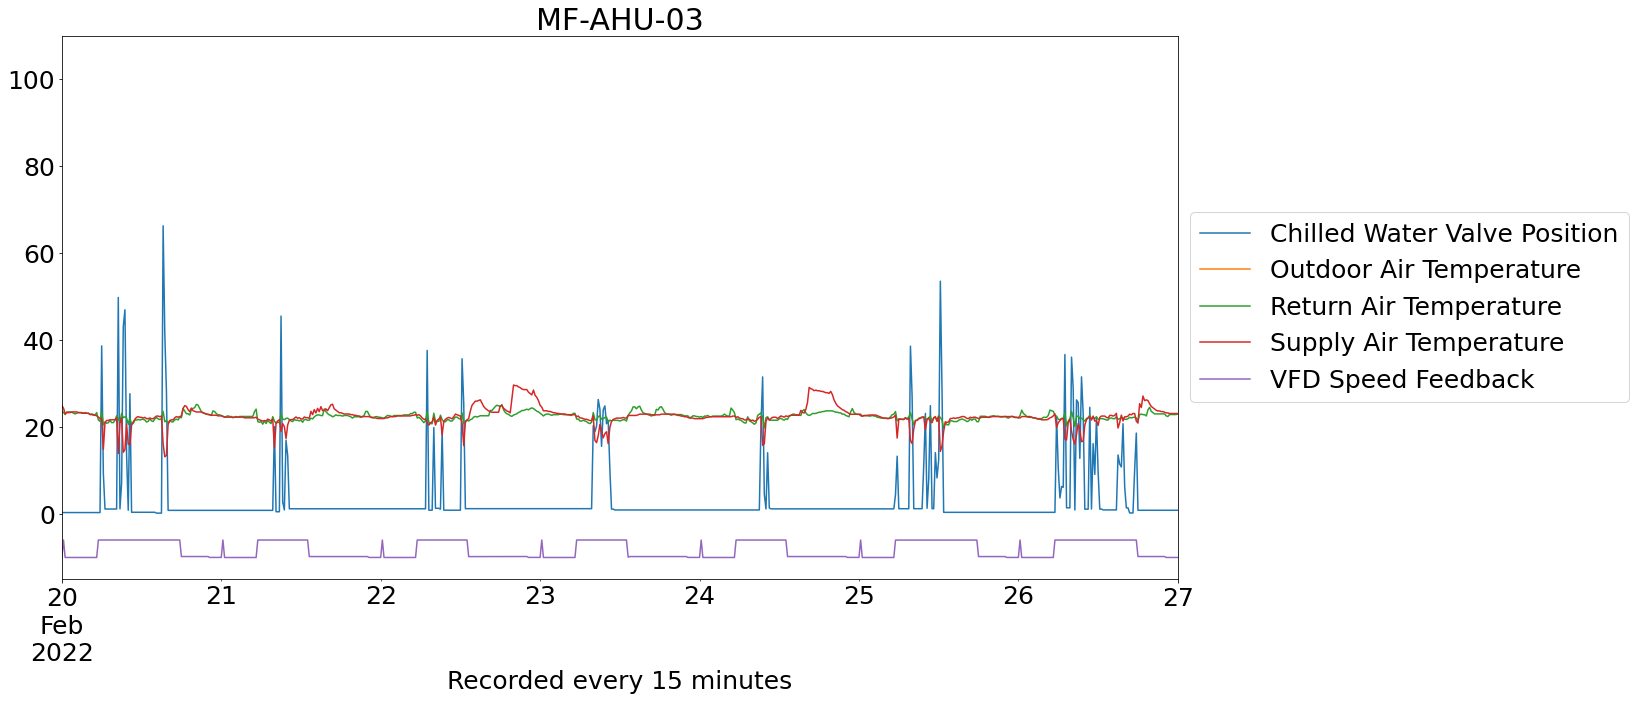 MF-AHU-03
100
80
60
40
20
0
20 21 22 23 24 25 26 27
Feb
2022
Recorded every 15 minutes
Chilled Water Valve Position
Outdoor Air Temperature
Return Air Temperature
Supply Air Temperature
VFD Speed Feedback